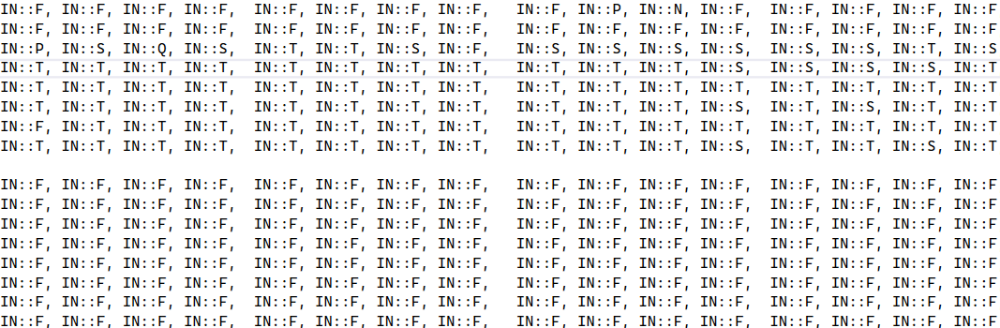 IN::F, IN::F, IN::F, IN::F, IN::F, IN::F, IN::F, IN::F, IN::F, IN::P, IN::N, IN::F, IN::F, IN::F, IN::F, IN::F
IN::F, IN::F, IN::F, IN::F, IN::F, IN::F, IN::F, IN::F, IN::F, IN::F, IN::F, IN::F, IN::F, IN::F, IN::F, IN::F
IN::P, IN::S, IN::Q, IN::S, IN::T, IN::T, IN::S, IN::F, IN::S, IN::S, IN::S, IN::S, IN::S, IN::S, IN::T, IN::S
IN::T, IN::T, IN::T, IN::T, IN::T, IN::T, IN::T, IN::T, IN::T, IN::T, IN::T, IN::S, IN::S, IN::S, IN::S, IN::T
IN::T, IN::T, IN::T, IN::T, IN::T, IN::T, IN::T, IN::T, IN::T, IN::T, IN::T, IN::T, IN::T, IN::T, IN::T, IN::T
IN::T, IN::T, IN::T, IN::T, IN::T, IN::T, IN::T, IN::T, IN::T, IN::T, IN::T, IN::S, IN::T, IN::S, IN::T, IN::T
IN::F, IN::T, IN::T, IN::T, IN::T, IN::T, IN::T, IN::T, IN::T, IN::T, IN::T, IN::T, IN::T, IN::T, IN::T, IN::T
IN::T, IN::T, IN::T, IN::T, IN::T, IN::T, IN::T, IN::T, IN::T, IN::T, IN::T, IN::S, IN::T, IN::T, IN::S, IN::T
IN::F, IN::F, IN::F, IN::F, IN::F, IN::F, IN::F, IN::F, IN::F, IN::F, IN::F, IN::F, IN::F, IN::F, IN::F, IN::F
IN::F, IN::F, IN::F, IN::F, IN::F, IN::F, IN::F, IN::F, IN::F, IN::F, IN::F, IN::F, IN::F, IN::F, IN::F, IN::F
IN::F, IN::F, IN::F, IN::F, IN::F, IN::F, IN::F, IN::F, IN::F, IN::F, IN::F, IN::F, IN::F, IN::F, IN::F, IN::F
IN::F, IN::F, IN::F, IN::F, IN::F, IN::F, IN::F, IN::F, IN::F, IN::F, IN::F, IN::F, IN::F, IN::F, IN::F, IN::F
IN::F, IN::F, IN::F, IN::F, IN::F, IN::F, IN::F, IN::F, IN::F, IN::F, IN::F, IN::F, IN::F, IN::F, IN::F, IN::F
IN::F, IN::F, IN::F, IN::F, IN::F, IN::F, IN::F, IN::F, IN::F, IN::F, IN::F, IN::F, IN::F, IN::F, IN::F, IN::F
IN::F, IN::F, IN::F, IN::F, IN::F, IN::F, IN::F, IN::F, IN::F, IN::F, IN::F, IN::F, IN::F, IN::F, IN::F, IN::F
IN::F, IN::F, IN::F, IN::F, IN::F, IN::F, IN::F, IN::F, IN::F, IN::F, IN::F, IN::F, IN::F, IN::F, IN::F, IN::F